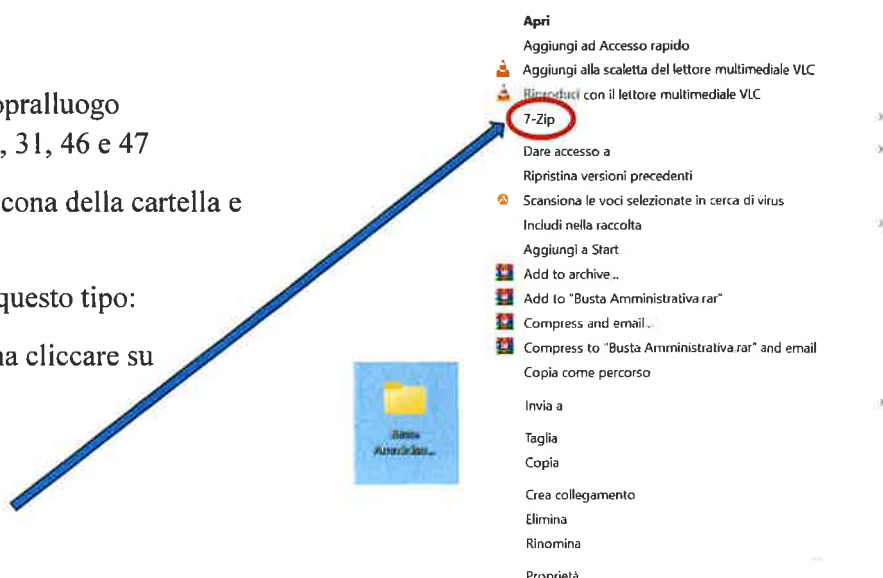 opralluogo
, 31, 46 e 47
cona della cartella e
questo tipo:
na cliccare su
Apri
Aggiungi ad Accesso rapido
Aggiungi alla scaletta del lettore multimediale VLC
Riproduci con il lettore multimediale VLC
7-Zip
Dare accesso a
Ripristina versioni precedenti
Scansiona le voci selezionate in cerca di virus
Includi nella raccolta
Aggiungi a Start
Add to archive...
Add to "Busta Amministrativa.rar"
Compress and email...
Compress to "Busta Amministrativa.rar" and email
Copia come percorso
Invia a
Taglia
Copia
Crea collegamento
Elimina
Rinomina
Proprietà
Busta